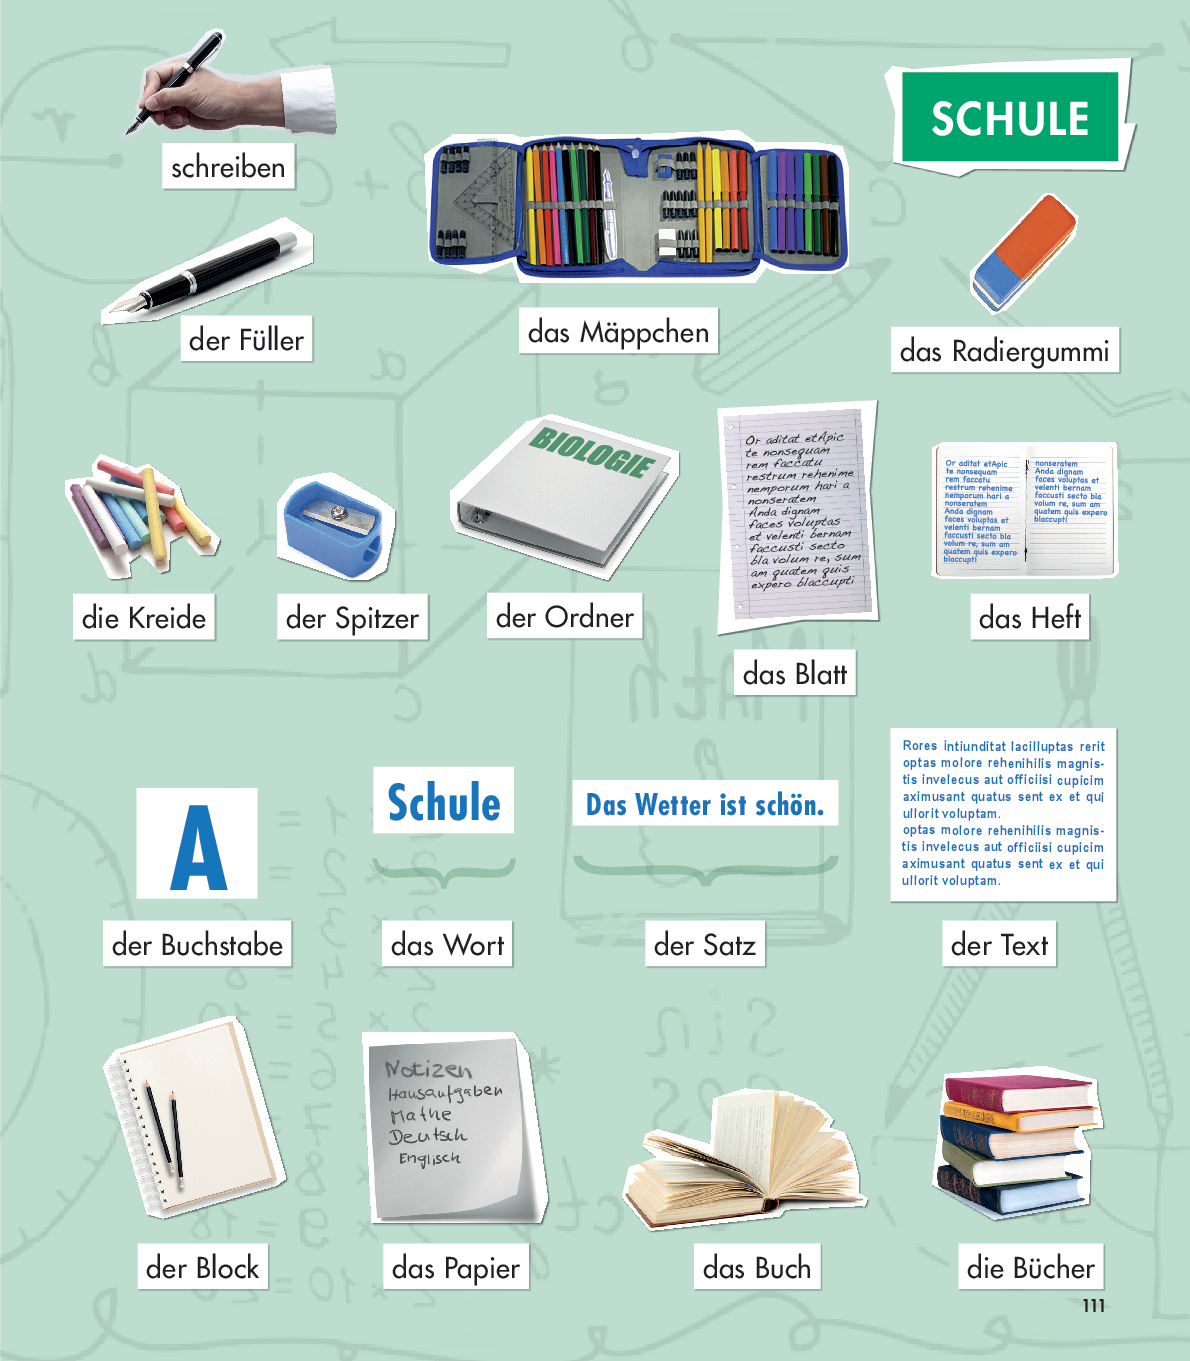 SCHULE
schreiben
der Füller
das Mäppchen
das Radiergummi
BIOLOGIE
Or aditat etApic
te nonsequam
rem faccatu
restrum rehenime
nemporum hari a
nonseratem
Anda dignam
faces voluptas
et velenti bernam
faccusti secto
bla volum re, sum
am quatem quis
expero blaccupti
Or aditat etApic
te nonsequam
rem faccatu
restrum rehenime
nemporum hari a
nonseratem
Anda dignam
faces voluptas et
velenti bernam
faccusti secto bla
volum re, sum am
quatem quis expero
blaccupti
nonseratem
Anda dignam
faces voluptas et
velenti bernam
faccusti secto bla
volum re, sum am
quatem quis expero
blaccupti
die Kreide
der Spitzer
der Ordner
das Blatt
das Heft
A
Schule
Das Wetter ist schön.
Rores intiunditat lacilluptas rerit
optas molore rehenihilis magnis-
tis invelecus aut officiisi cupicim
aximusant quatus sent ex et qui
ullorit voluptam.
optas molore rehenihilis magnis-
tis invelecus aut officiisi cupicim
aximusant quatus sent ex et qui
ullorit voluptam.
der Buchstabe
das Wort
der Satz
der Text
Notizen
Hausaufgaben
Mathe
Deutsch
Englisch
der Block
das Papier
das Buch
die Bücher
111